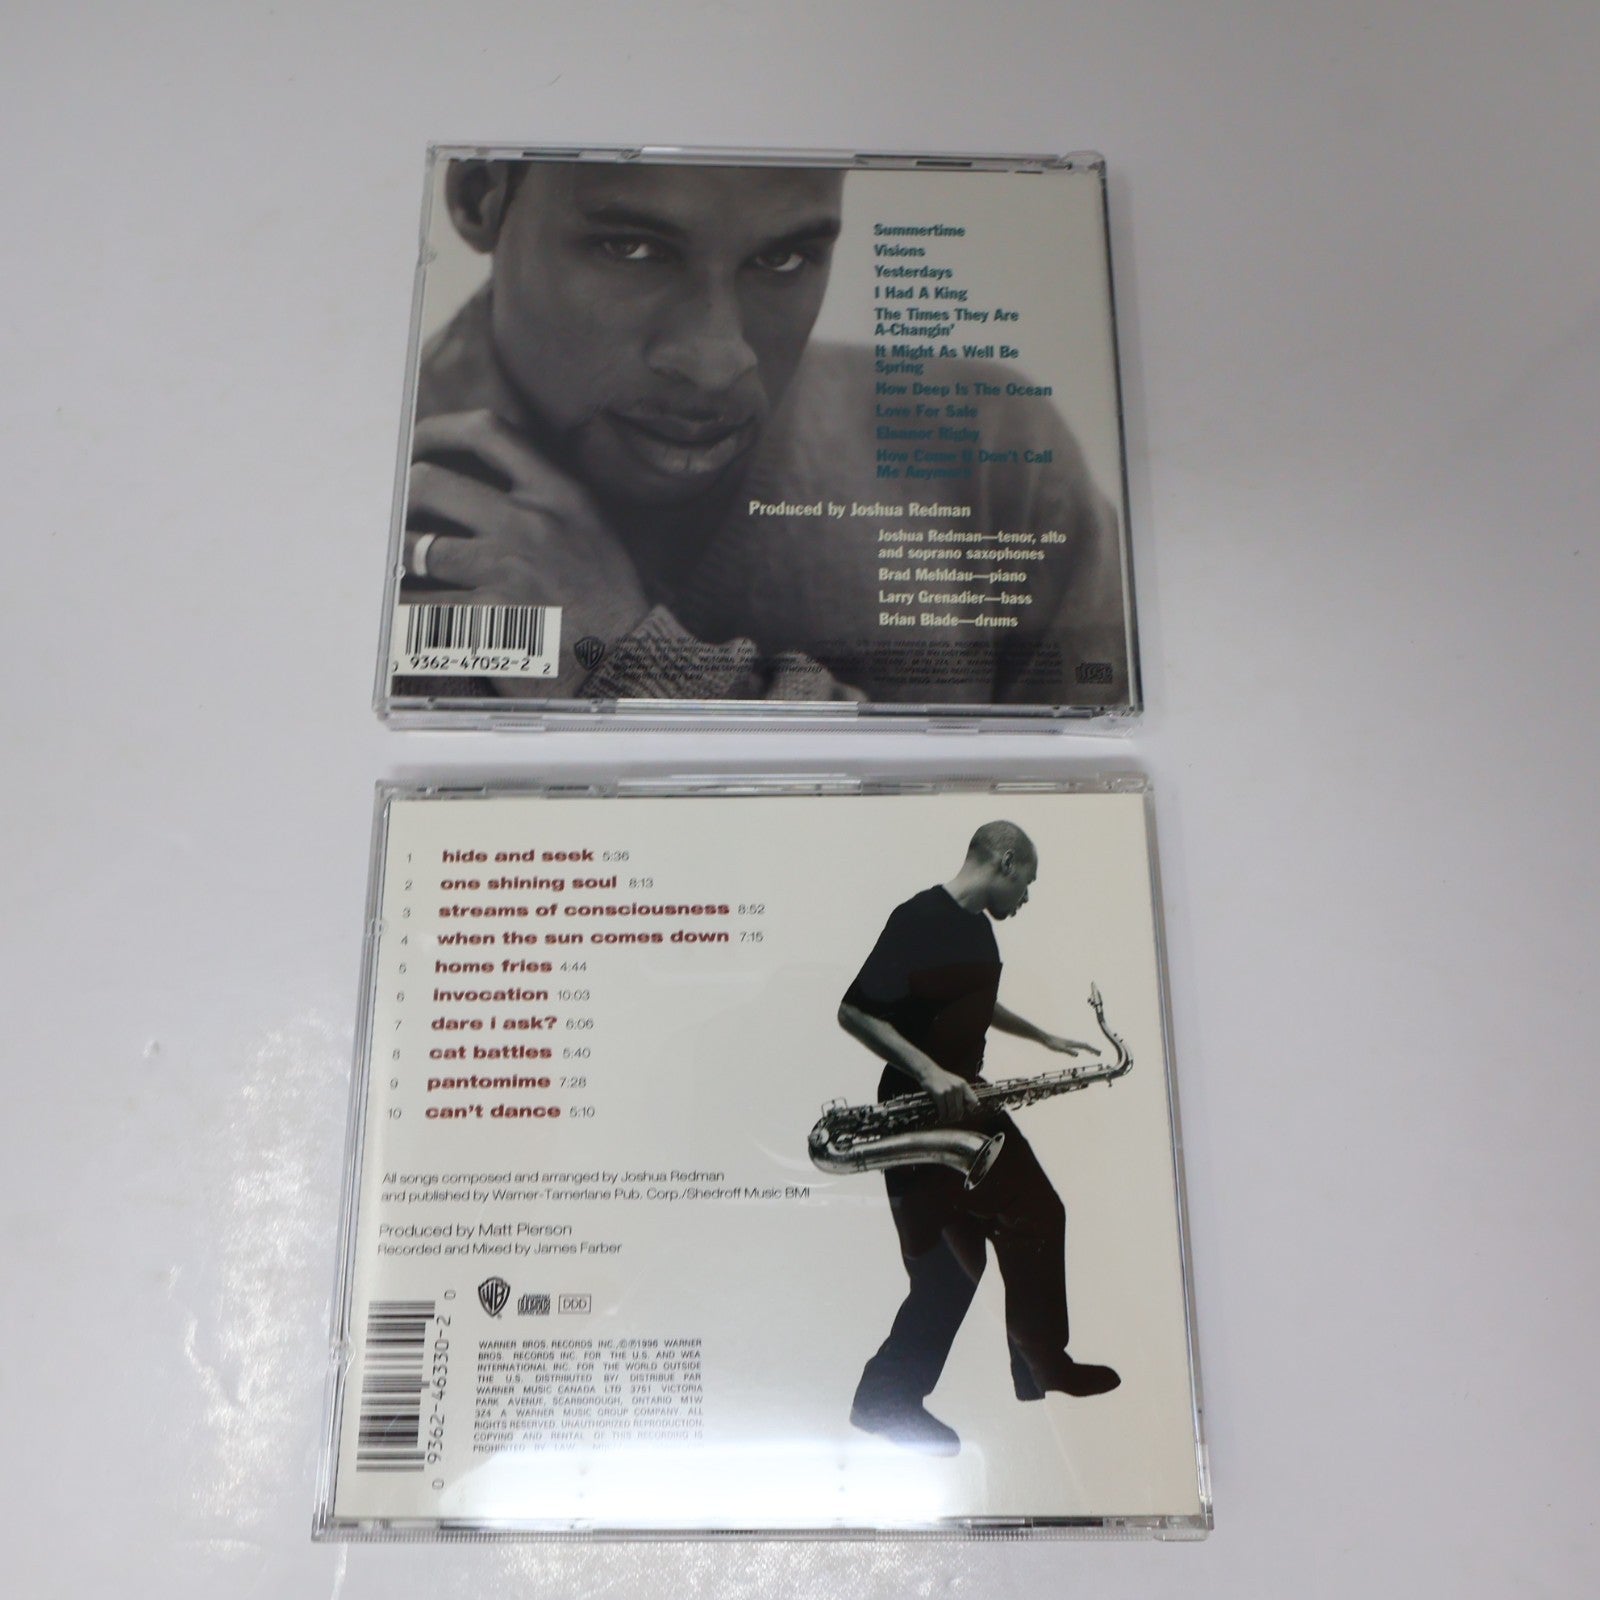 Summertime
Visions
Yesterdays
I Had A King
The Times They Are
A-Changin'
It Might As Well Be
Spring
How Deep Is The Ocean
Love For Sale
Eleanor Rigby
How Come U Don't Call
Me Anymore
Produced by Joshua Redman
Joshua Redman—tenor, alto
and soprano saxophones
Brad Mehldau—piano
Larry Grenadier—bass
Brian Blade—drums
9362-47052-2 2
1 hide and seek 5:36
2 one shining soul 8:13
3 streams of consciousness 8:52
4 when the sun comes down 7:15
5 home fries 4:44
6 invocation 10:03
7 dare i ask? 6:06
8 cat battles 5:40
9 pantomime 7:28
10 can't dance 5:10
All songs composed and arranged by Joshua Redman
and published by Warner-Tamerlane Pub. Corp./Shedroff Music BMI
Produced by Matt Pierson
Recorded and Mixed by James Farber
WB
DDD
0 9362-46330-2 0
WARNER BROS. RECORDS INC., ©℗1996 WARNER
BROS. RECORDS INC. FOR THE U.S. AND WEA
INTERNATIONAL INC. FOR THE WORLD OUTSIDE
THE U.S. DISTRIBUTED BY/ DISTRIBUE PAR
WARNER MUSIC CANADA LTD 3751 VICTORIA
PARK AVENUE, SCARBOROUGH, ONTARIO M1W
3Z4 A WARNER MUSIC GROUP COMPANY. ALL
RIGHTS RESERVED. UNAUTHORIZED REPRODUCTION,
COPYING AND RENTAL OF THIS RECORDING IS
PROHIBITED BY LAW.